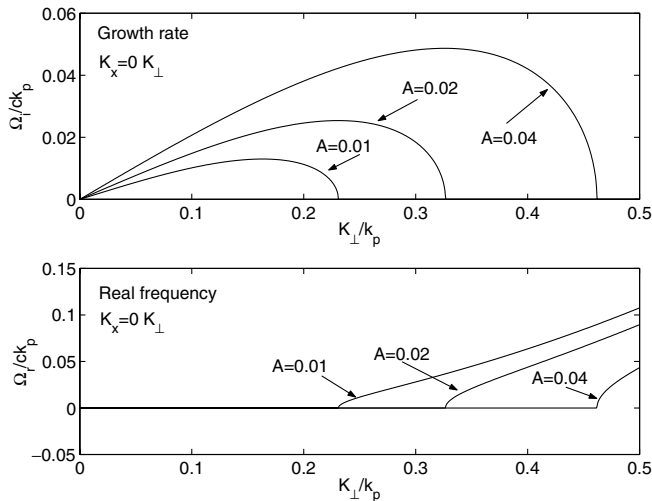 0.06
Growth rate
K_x=0 K_⊥
0.04
A=0.02
Ω_i/ck_p
0.02
A=0.01
A=0.04
0
0 0.1 0.2 0.3 0.4 0.5
K_⊥/k_p
0.15
Real frequency
K_x=0 K_⊥
0.1
Ω_r/ck_p
0.05
A=0.01
A=0.02
A=0.04
0
−0.05
0 0.1 0.2 0.3 0.4 0.5
K_⊥/k_p